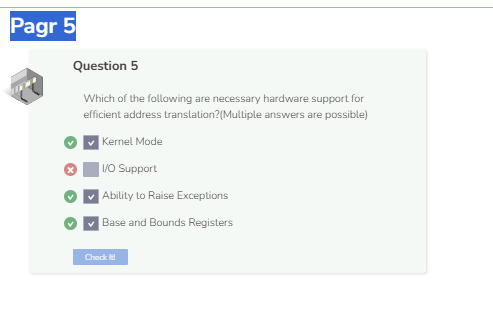 Pagr 5
Question 5
Which of the following are necessary hardware support for
efficient address translation?(Multiple answers are possible)
Kernel Mode
I/O Support
Ability to Raise Exceptions
Base and Bounds Registers
Check It!